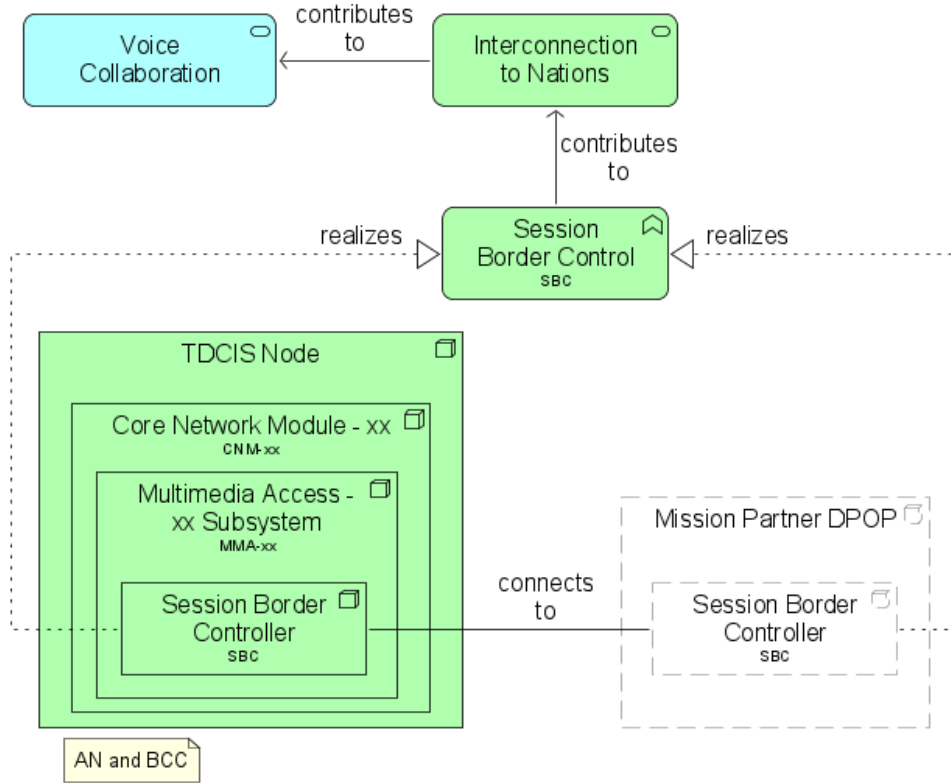 contributes
to
Voice
Collaboration
Interconnection
to Nations
contributes
to
realizes
Session
Border Control
SBC
realizes
TDCIS Node
Core Network Module - xx
CNM-xx
Multimedia Access -
xx Subsystem
MMA-xx
Session Border
Controller
SBC
connects
to
Mission Partner DPOP
Session Border
Controller
SBC
AN and BCC